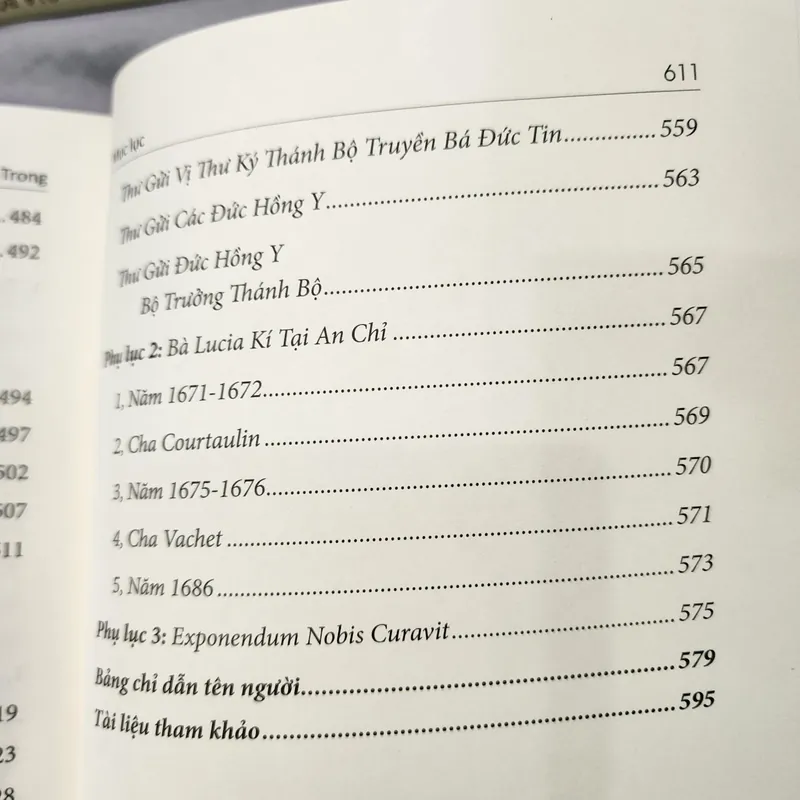 Trong
484
492
494
497
502
507
511
19
23
28
611
Mục lục
Thư Gửi Vị Thư Ký Thánh Bộ Truyền Bá Đức Tin 559
Thư Gửi Các Đức Hồng Y 563
Thư Gửi Đức Hồng Y
Bộ Trưởng Thánh Bộ 565
Phụ lục 2: Bà Lucia Kí Tại An Chỉ 567
1, Năm 1671-1672 567
2, Cha Courtaulin 569
3, Năm 1675-1676 570
4, Cha Vachet 571
5, Năm 1686 573
Phụ lục 3: Exponendum Nobis Curavit 575
Bảng chỉ dẫn tên người 579
Tài liệu tham khảo 595